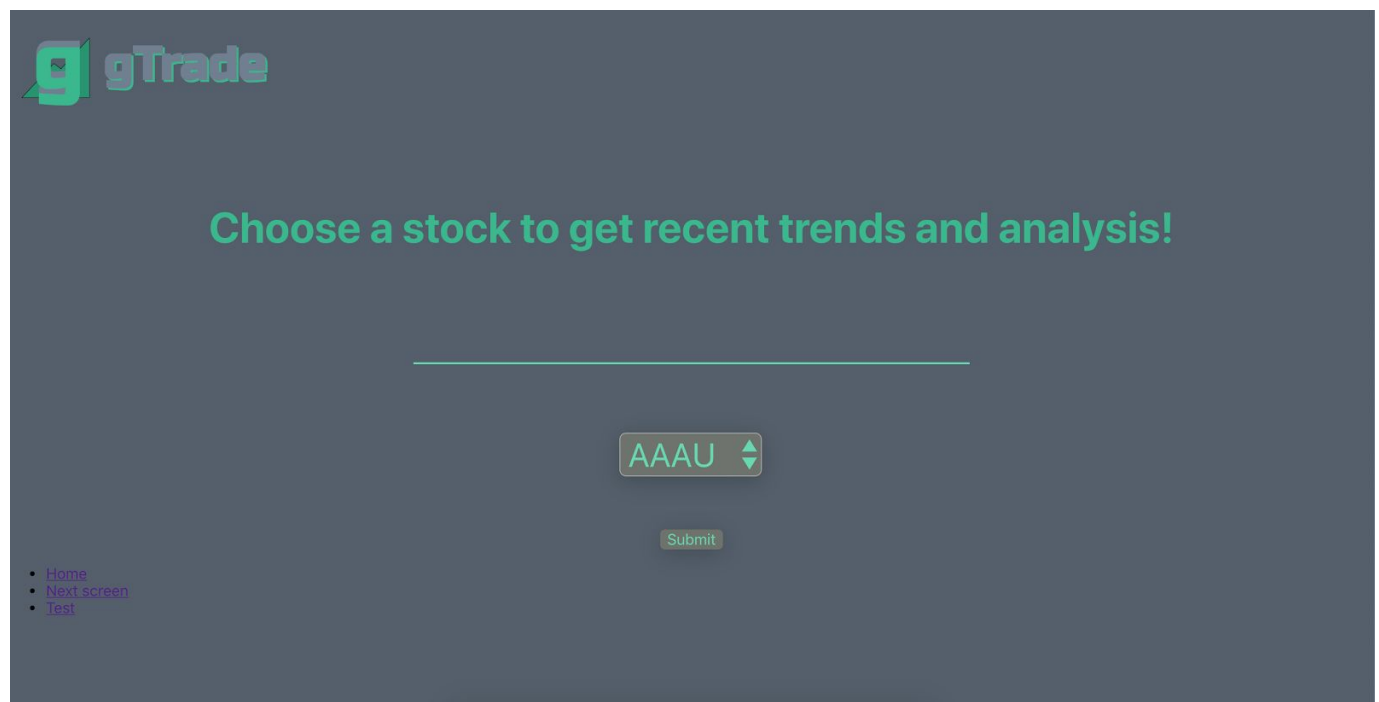 g gTrade
Choose a stock to get recent trends and analysis!
AAAU
Submit
Home
Next screen
Test